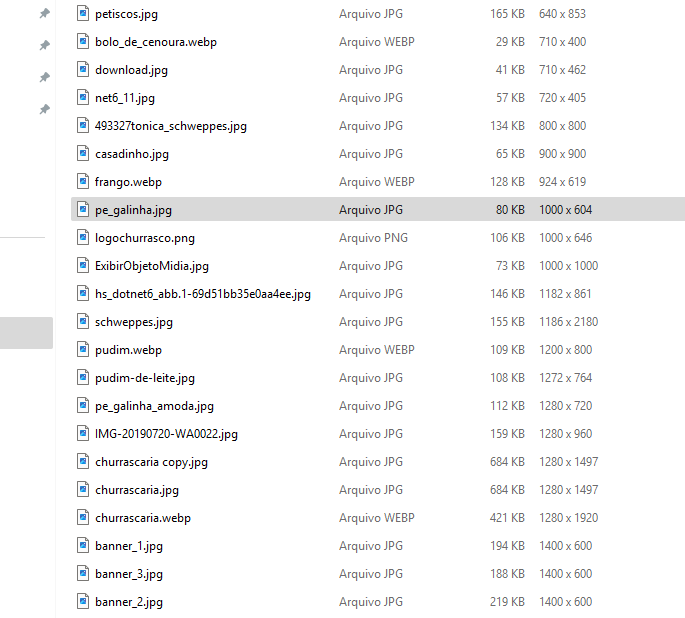 petiscos.jpg Arquivo JPG 165 KB 640 x 853
bolo_de_cenoura.webp Arquivo WEBP 29 KB 710 x 400
download.jpg Arquivo JPG 41 KB 710 x 462
net6_11.jpg Arquivo JPG 57 KB 720 x 405
493327tonica_schweppes.jpg Arquivo JPG 134 KB 800 x 800
casadinho.jpg Arquivo JPG 65 KB 900 x 900
frango.webp Arquivo WEBP 128 KB 924 x 619
pe_galinha.jpg Arquivo JPG 80 KB 1000 x 604
logochurrasco.png Arquivo PNG 106 KB 1000 x 646
ExibirObjetoMidia.jpg Arquivo JPG 73 KB 1000 x 1000
hs_dotnet6_abb.1-69d51bb35e0aa4ee.jpg Arquivo JPG 146 KB 1182 x 861
schweppes.jpg Arquivo JPG 155 KB 1186 x 2180
pudim.webp Arquivo WEBP 109 KB 1200 x 800
pudim-de-leite.jpg Arquivo JPG 108 KB 1272 x 764
pe_galinha_amoda.jpg Arquivo JPG 112 KB 1280 x 720
IMG-20190720-WA0022.jpg Arquivo JPG 159 KB 1280 x 960
churrascaria copy.jpg Arquivo JPG 684 KB 1280 x 1497
churrascaria.jpg Arquivo JPG 684 KB 1280 x 1497
churrascaria.webp Arquivo WEBP 421 KB 1280 x 1920
banner_1.jpg Arquivo JPG 194 KB 1400 x 600
banner_3.jpg Arquivo JPG 188 KB 1400 x 600
banner_2.jpg Arquivo JPG 219 KB 1400 x 600